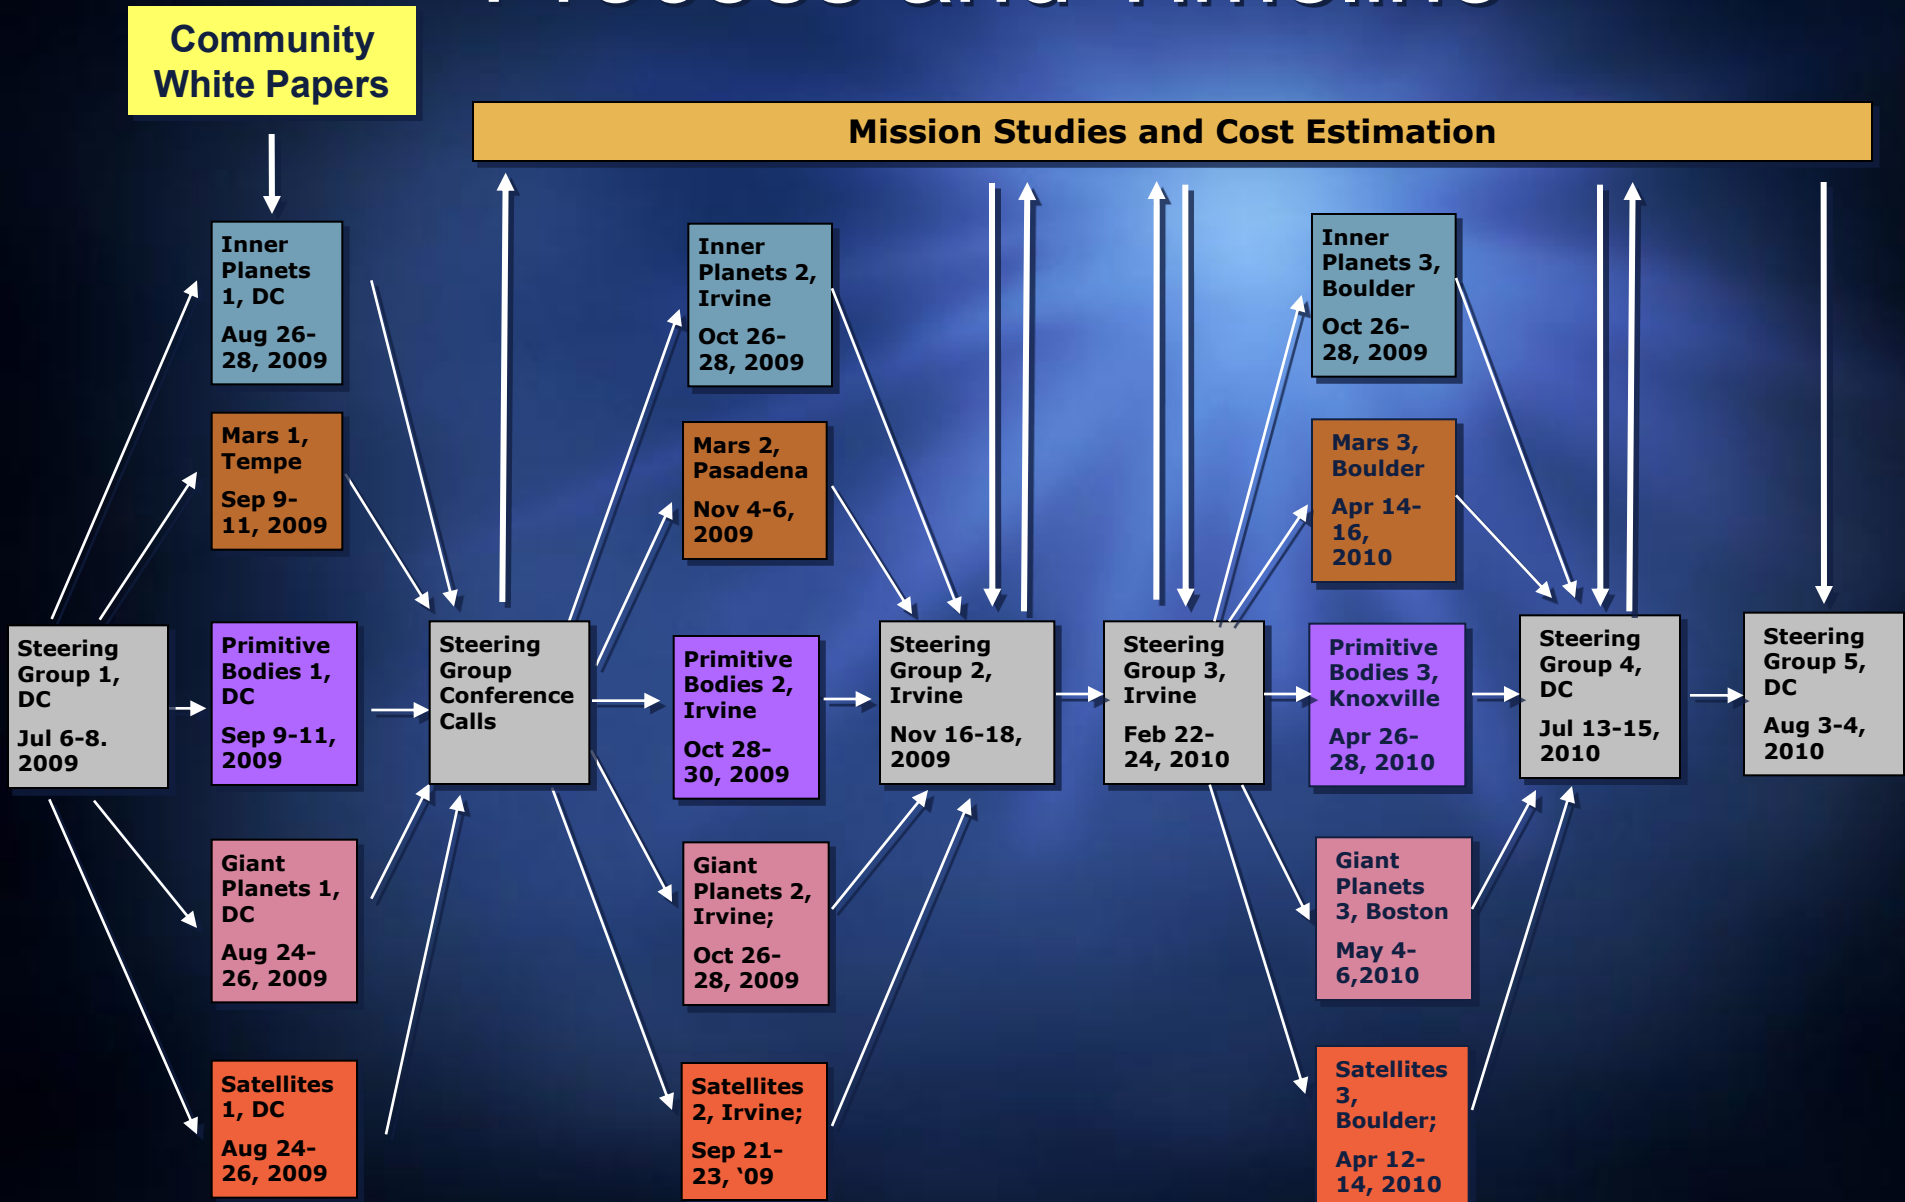 Process and Timeline
Community
White Papers
Mission Studies and Cost Estimation
Steering
Group 1,
DC
Jul 6-8.
2009
Inner
Planets
1, DC
Aug 26-
28, 2009
Mars 1,
Tempe
Sep 9-
11, 2009
Primitive
Bodies 1,
DC
Sep 9-11,
2009
Giant
Planets 1,
DC
Aug 24-
26, 2009
Satellites
1, DC
Aug 24-
26, 2009
Steering
Group
Conference
Calls
Inner
Planets 2,
Irvine
Oct 26-
28, 2009
Mars 2,
Pasadena
Nov 4-6,
2009
Primitive
Bodies 2,
Irvine
Oct 28-
30, 2009
Giant
Planets 2,
Irvine;
Oct 26-
28, 2009
Satellites
2, Irvine;
Sep 21-
23, ‘09
Steering
Group 2,
Irvine
Nov 16-18,
2009
Steering
Group 3,
Irvine
Feb 22-
24, 2010
Inner
Planets 3,
Boulder
Oct 26-
28, 2009
Mars 3,
Boulder
Apr 14-
16,
2010
Primitive
Bodies 3,
Knoxville
Apr 26-
28, 2010
Giant
Planets
3, Boston
May 4-
6,2010
Satellites
3,
Boulder;
Apr 12-
14, 2010
Steering
Group 4,
DC
Jul 13-15,
2010
Steering
Group 5,
DC
Aug 3-4,
2010